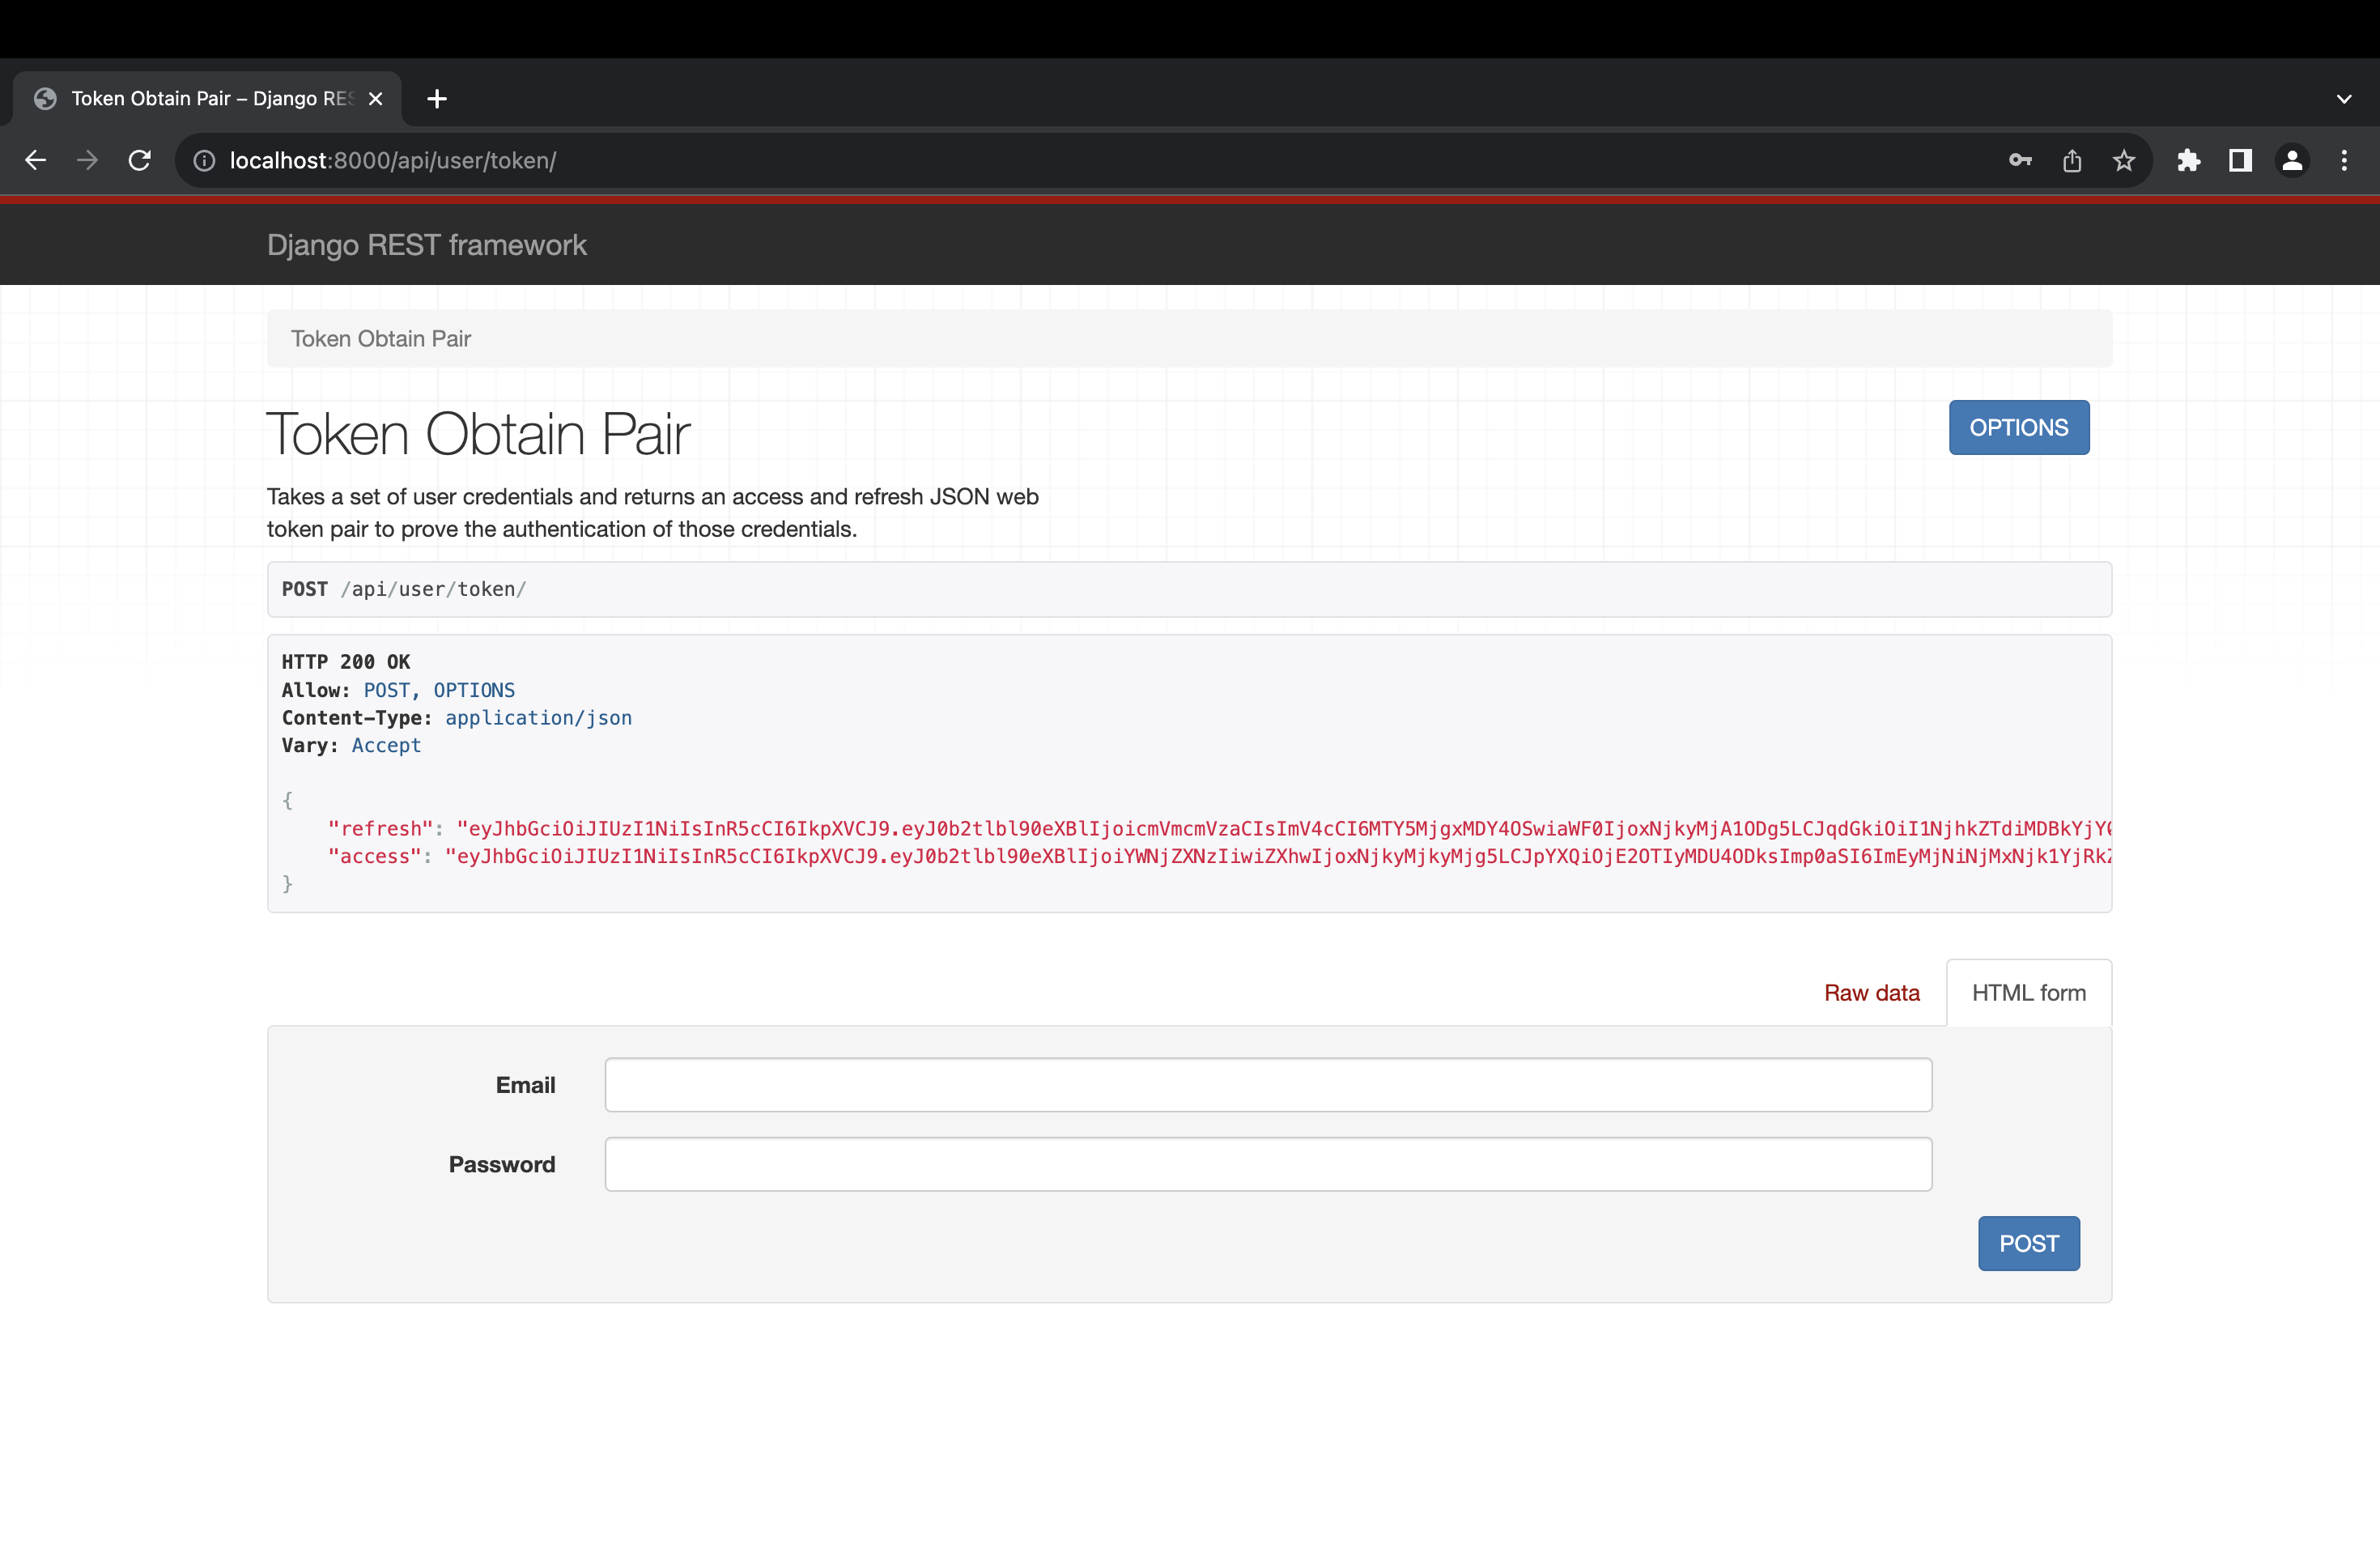 Token Obtain Pair – Django RES
localhost:8000/api/user/token/
Django REST framework
Token Obtain Pair
Token Obtain Pair
OPTIONS
Takes a set of user credentials and returns an access and refresh JSON web
token pair to prove the authentication of those credentials.
POST /api/user/token/
HTTP 200 OK
Allow: POST, OPTIONS
Content-Type: application/json
Vary: Accept
{
"refresh": "eyJhbGciOiJIUzI1NiIsInR5cCI6IkpXVCJ9.eyJ0b2tlbl90eXBlIjoicmVmcmVzaCIsImV4cCI6MTY5MjgxMDY4OSwiaWF0IjoxNjkyMjA1ODg5LCJqdGkiOiI1NjhkZTdiMDBkYjY
"access": "eyJhbGciOiJIUzI1NiIsInR5cCI6IkpXVCJ9.eyJ0b2tlbl90eXBlIjoiYWNjZXNzIiwiZXhwIjoxNjkyMjkyMjg5LCJpYXQiOjE2OTIyMDU4ODksImp0aSI6ImEyMjNiNjMxNjk1YjRk
}
Raw data
HTML form
Email
Password
POST